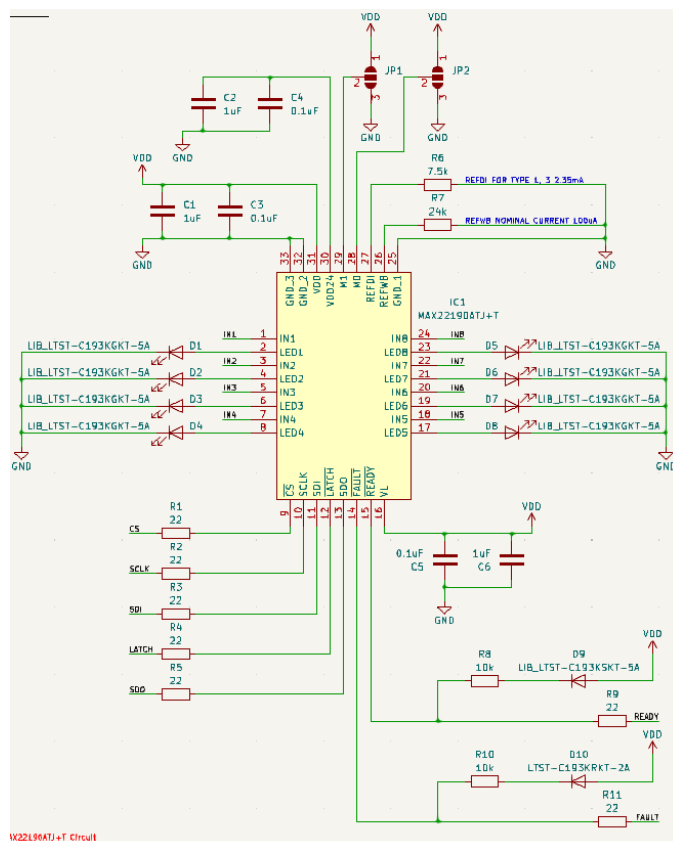 VDD
VDD
1
JP1
2
3
GND
1
JP2
2
3
GND
C2
1uF
C4
0.1uF
GND
VDD
C1
1uF
C3
0.1uF
GND
R6
7.5k
REFDI FOR TYPE 1, 3 2.35mA
R7
24k
REFWB NOMINAL CURRENT 100uA
GND
33 32 31 30 29 28 27 26 25
GND_3 GND_2 VDD VDD24 M1 M0 REFDI REFWB GND_1
IC1
MAX22190ATJ+T
IN1 1 IN1 IN8 24 IN8
LIB_LTST-C193KGKT-5A D1 2 LED1 LED8 23 D5 LIB_LTST-C193KGKT-5A
IN2 3 IN2 IN7 22 IN7
LIB_LTST-C193KGKT-5A D2 4 LED2 LED7 21 D6 LIB_LTST-C193KGKT-5A
IN3 5 IN3 IN6 20 IN6
LIB_LTST-C193KGKT-5A D3 6 LED3 LED6 19 D7 LIB_LTST-C193KGKT-5A
IN4 7 IN4 IN5 18 IN5
LIB_LTST-C193KGKT-5A D4 8 LED4 LED5 17 D8 LIB_LTST-C193KGKT-5A
GND
GND
CS SCLK SDI LATCH SDO FAULT READY VL
9 10 11 12 13 14 15 16
R1
CS 22
R2
SCLK 22
R3
SDI 22
R4
LATCH 22
R5
SDO 22
VDD
0.1uF
C5
1uF
C6
GND
VDD
R8
10k
D9
LIB_LTST-C193KSKT-5A
R9
22
READY
VDD
R10
10k
D10
LTST-C193KRKT-2A
R11
22
FAULT
AX22190ATJ+T Circuit